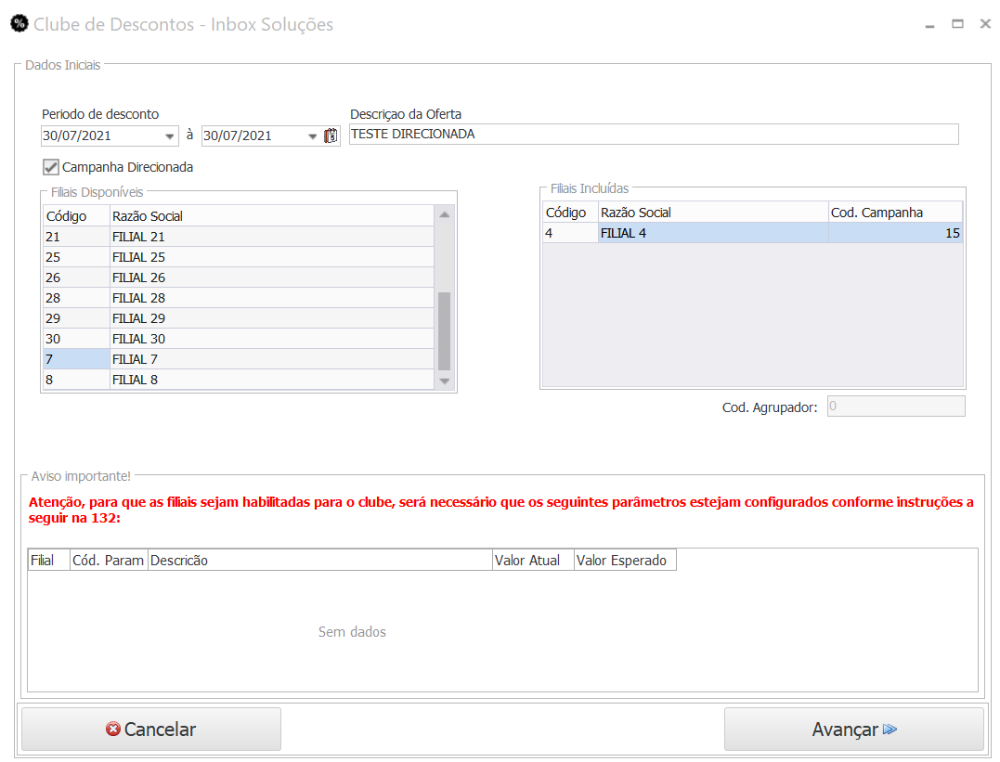 Clube de Descontos - Inbox Soluções
Dados Iniciais
Periodo de desconto
Descriçao da Oferta
30/07/2021 à 30/07/2021
TESTE DIRECIONADA
Campanha Direcionada
Filiais Disponíveis
Código Razão Social
21 FILIAL 21
25 FILIAL 25
26 FILIAL 26
28 FILIAL 28
29 FILIAL 29
30 FILIAL 30
7 FILIAL 7
8 FILIAL 8
Filiais Incluídas
Código Razão Social Cod. Campanha
4 FILIAL 4 15
Cod. Agrupador: 0
Aviso importante!
Atenção, para que as filiais sejam habilitadas para o clube, será necessário que os seguintes parâmetros estejam configurados conforme instruções a
seguir na 132:
Filial Cód. Param Descricão Valor Atual Valor Esperado
Sem dados
Cancelar
Avançar